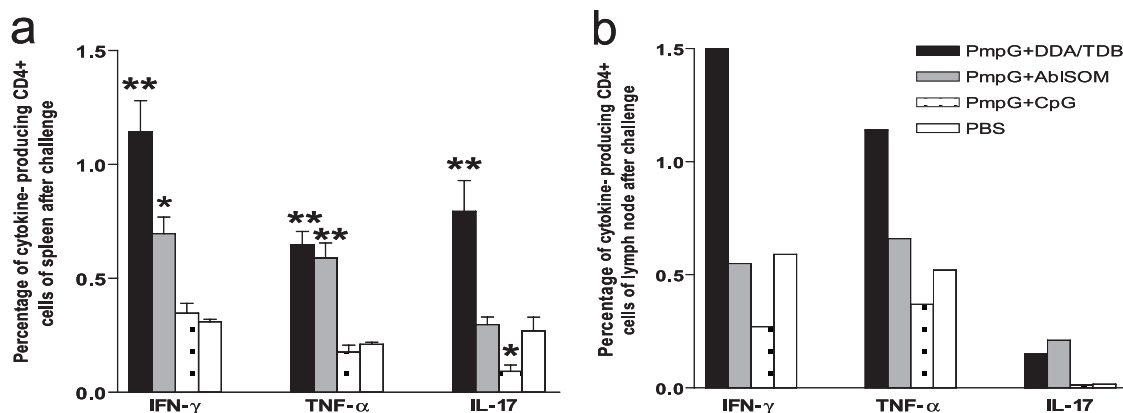 a
Percentage of cytokine- producing CD4+
cells of spleen after challenge
1.5
1.0
0.5
0.0
**
*
**
**
**
*
IFN-γ TNF-α IL-17
b
Percentage of cytokine-producing CD4+
cells of lymph node after challenge
1.5
1.0
0.5
0.0
PmpG+DDA/TDB
PmpG+AbISOM
PmpG+CpG
PBS
IFN-γ TNF-α IL-17